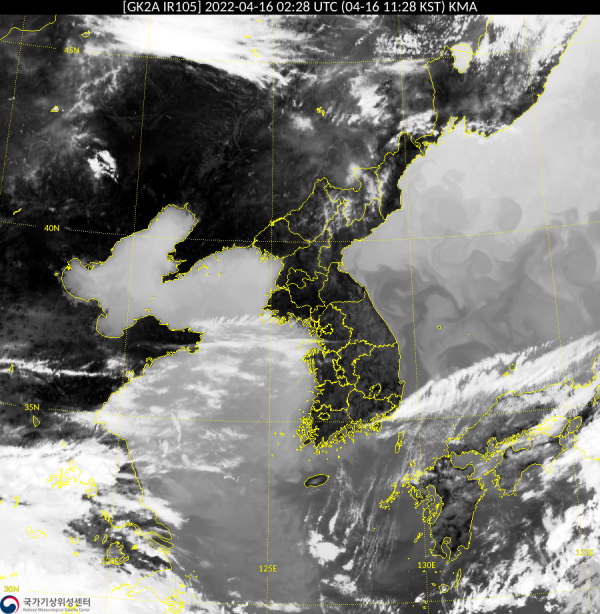 [GK2A IR105] 2022-04-16 02:28 UTC (04-16 11:28 KST) KMA
45N
40N
35N
125E
130E
30N
국가기상위성센터
National Meteorological Satellite Center